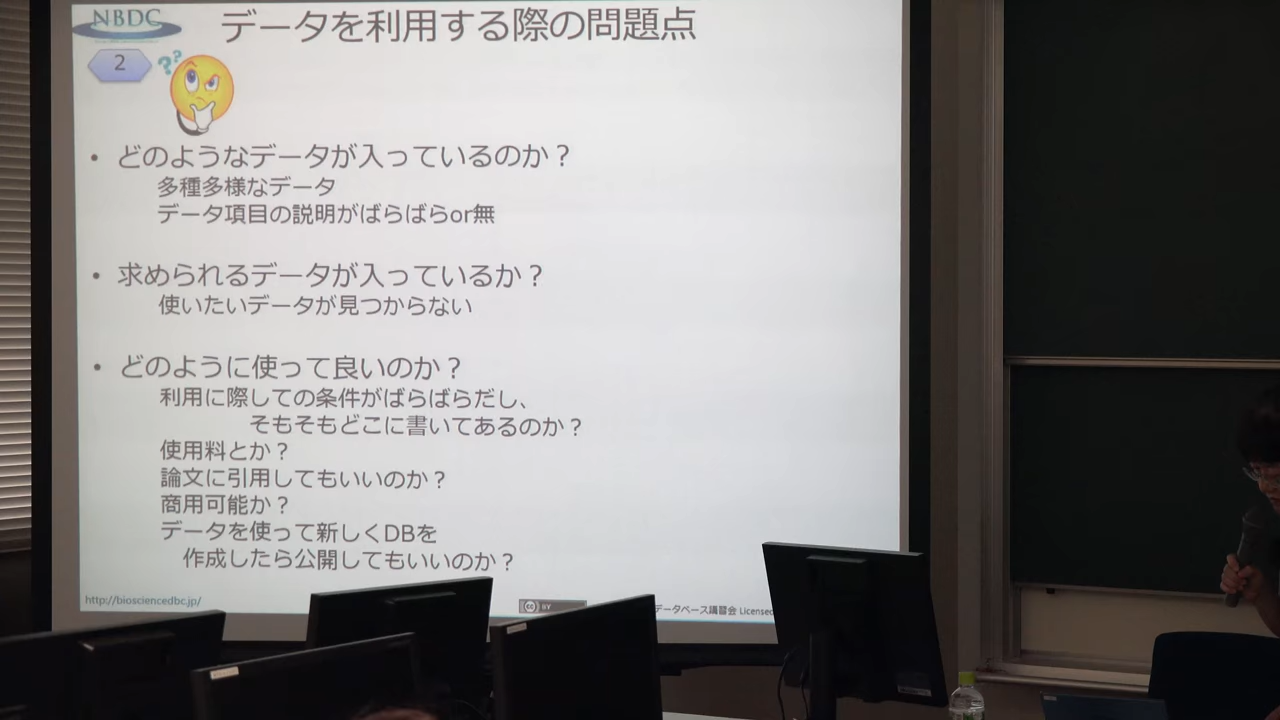 NBDC
データを利用する際の問題点
2
??
• どのようなデータが入っているのか？
多種多様なデータ
データ項目の説明がばらばらor無
• 求められるデータが入っているか？
使いたいデータが見つからない
• どのように使って良いのか？
利用に際しての条件がばらばらだし、
そもそもどこに書いてあるのか？
使用料とか？
論文に引用してもいいのか？
商用可能か？
データを使って新しくDBを
作成したら公開してもいいのか？
http://biosciencedbc.jp/
cc BY
データベース講習会 Licensed